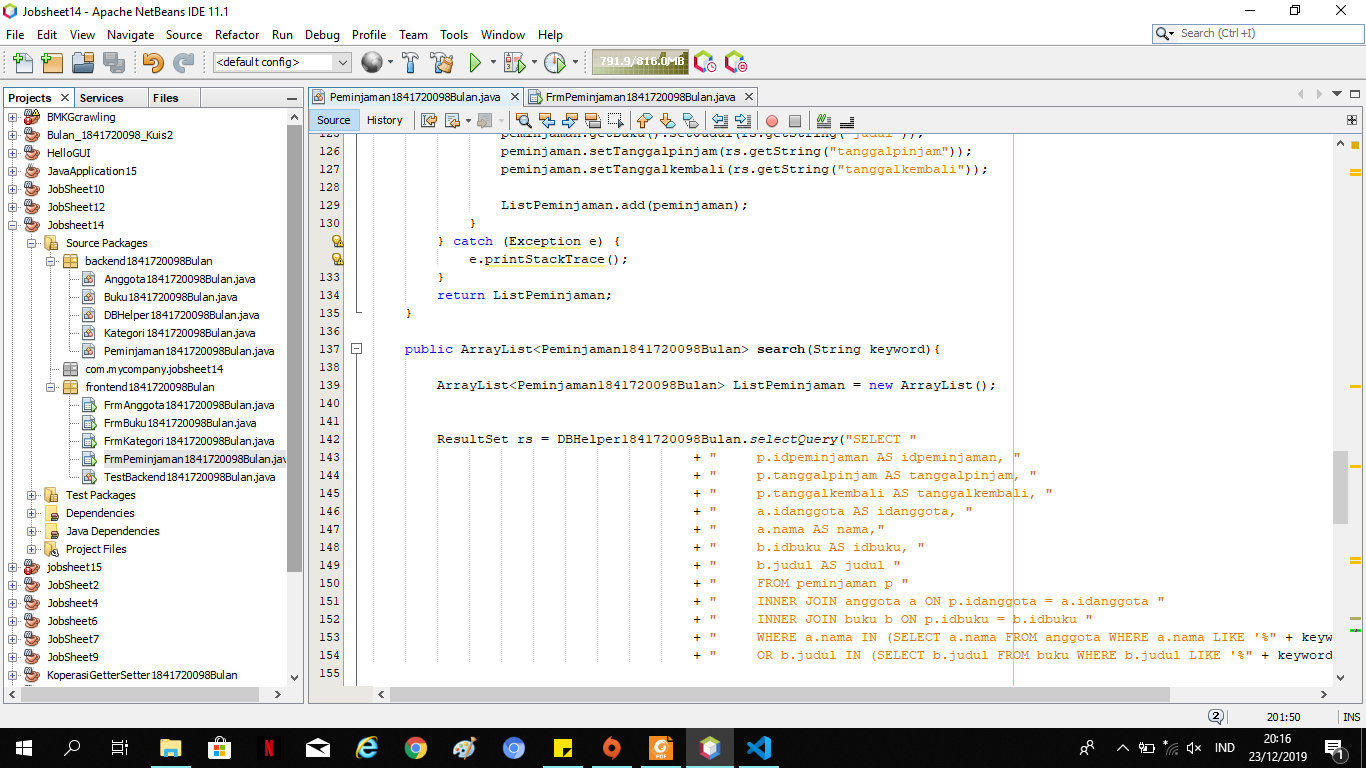 Jobsheet14 - Apache NetBeans IDE 11.1
File Edit View Navigate Source Refactor Run Debug Profile Team Tools Window Help
Search (Ctrl+I)
<default config>
791.9/816.0MB
Projects Services Files
BMKGcrawling
Bulan_1841720098_Kuis2
HelloGUI
JavaApplication15
JobSheet10
JobSheet12
Jobsheet14
Source Packages
backend1841720098Bulan
Anggota1841720098Bulan.java
Buku1841720098Bulan.java
DBHelper1841720098Bulan.java
Kategori1841720098Bulan.java
Peminjaman1841720098Bulan.java
com.mycompany.jobsheet14
frontend1841720098Bulan
FrmAnggota1841720098Bulan.java
FrmBuku1841720098Bulan.java
FrmKategori1841720098Bulan.java
FrmPeminjaman1841720098Bulan.jav
TestBackend1841720098Bulan.java
Test Packages
Dependencies
Java Dependencies
Project Files
jobsheet15
JobSheet2
Jobsheet4
Jobsheet6
JobSheet7
JobSheet9
KoperasiGetterSetter1841720098Bulan
Peminjaman1841720098Bulan.java FrmPeminjaman1841720098Bulan.java
Source History
125 peminjaman.getBuku().setJudul(rs.getString("judul"));
126 peminjaman.setTanggalpinjam(rs.getString("tanggalpinjam"));
127 peminjaman.setTanggalkembali(rs.getString("tanggalkembali"));
128
129 ListPeminjaman.add(peminjaman);
130 }
} catch (Exception e) {
e.printStackTrace();
133 }
134 return ListPeminjaman;
135 }
136
137 public ArrayList<Peminjaman1841720098Bulan> search(String keyword){
138
139 ArrayList<Peminjaman1841720098Bulan> ListPeminjaman = new ArrayList();
140
141
142 ResultSet rs = DBHelper1841720098Bulan.selectQuery("SELECT "
143 + " p.idpeminjaman AS idpeminjaman, "
144 + " p.tanggalpinjam AS tanggalpinjam, "
145 + " p.tanggalkembali AS tanggalkembali, "
146 + " a.idanggota AS idanggota, "
147 + " a.nama AS nama,"
148 + " b.idbuku AS idbuku, "
149 + " b.judul AS judul "
150 + " FROM peminjaman p "
151 + " INNER JOIN anggota a ON p.idanggota = a.idanggota "
152 + " INNER JOIN buku b ON p.idbuku = b.idbuku "
153 + " WHERE a.nama IN (SELECT a.nama FROM anggota WHERE a.nama LIKE '%" + keyw
154 + " OR b.judul IN (SELECT b.judul FROM buku WHERE b.judul LIKE '%" + keyword
155
2 201:50 INS
IND 20:16
23/12/2019 1